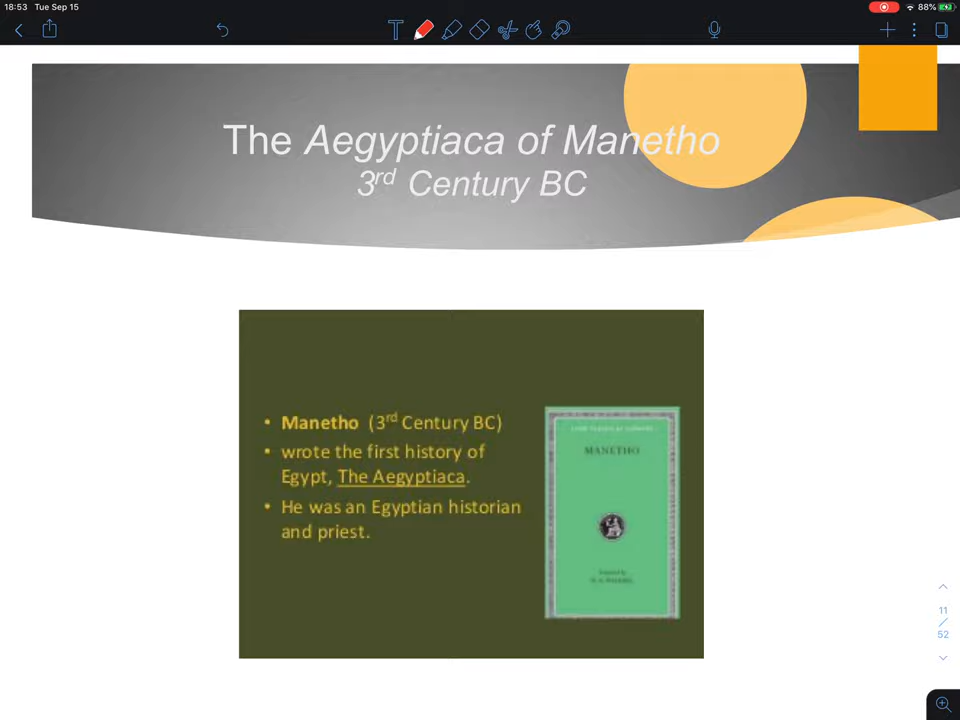 18:53 Tue Sep 15
88%
T
The Aegyptiaca of Manetho
3rd Century BC
• Manetho (3rd Century BC)
• wrote the first history of
Egypt, The Aegyptiaca.
• He was an Egyptian historian
and priest.
MANETHO
11
/
52